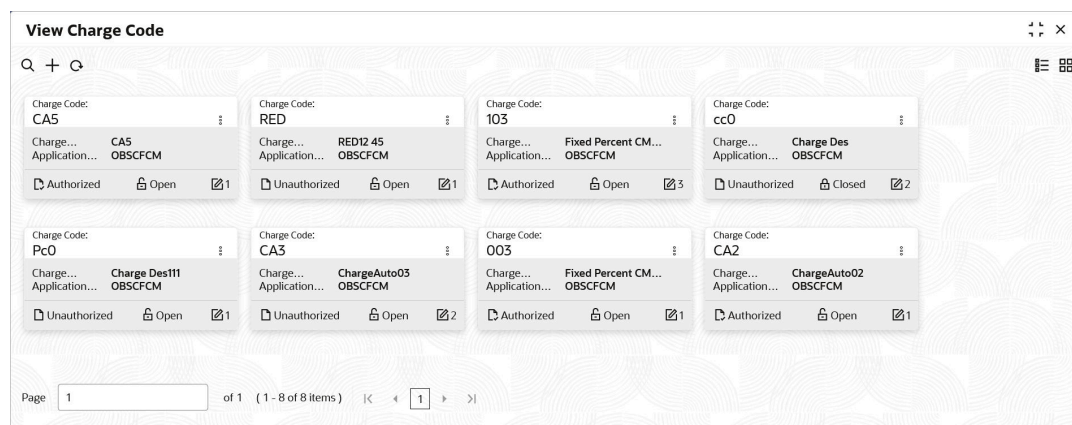 View Charge Code
Charge Code: Charge Code: Charge Code: Charge Code:
CA5 RED 103 cc0
Charge... CA5 Charge... RED12 45 Charge... Fixed Percent CM... Charge... Charge Des
Application... OBSCFCM Application... OBSCFCM Application... OBSCFCM Application... OBSCFCM
Authorized Open 1 Unauthorized Open 1 Authorized Open 3 Unauthorized Closed 2
Charge Code: Charge Code: Charge Code: Charge Code:
Pc0 CA3 003 CA2
Charge... Charge Des111 Charge... ChargeAuto03 Charge... Fixed Percent CM... Charge... ChargeAuto02
Application... OBSCFCM Application... OBSCFCM Application... OBSCFCM Application... OBSCFCM
Unauthorized Open 1 Unauthorized Open 2 Authorized Open 1 Authorized Open 1
Page 1 of 1 ( 1 - 8 of 8 items ) 1